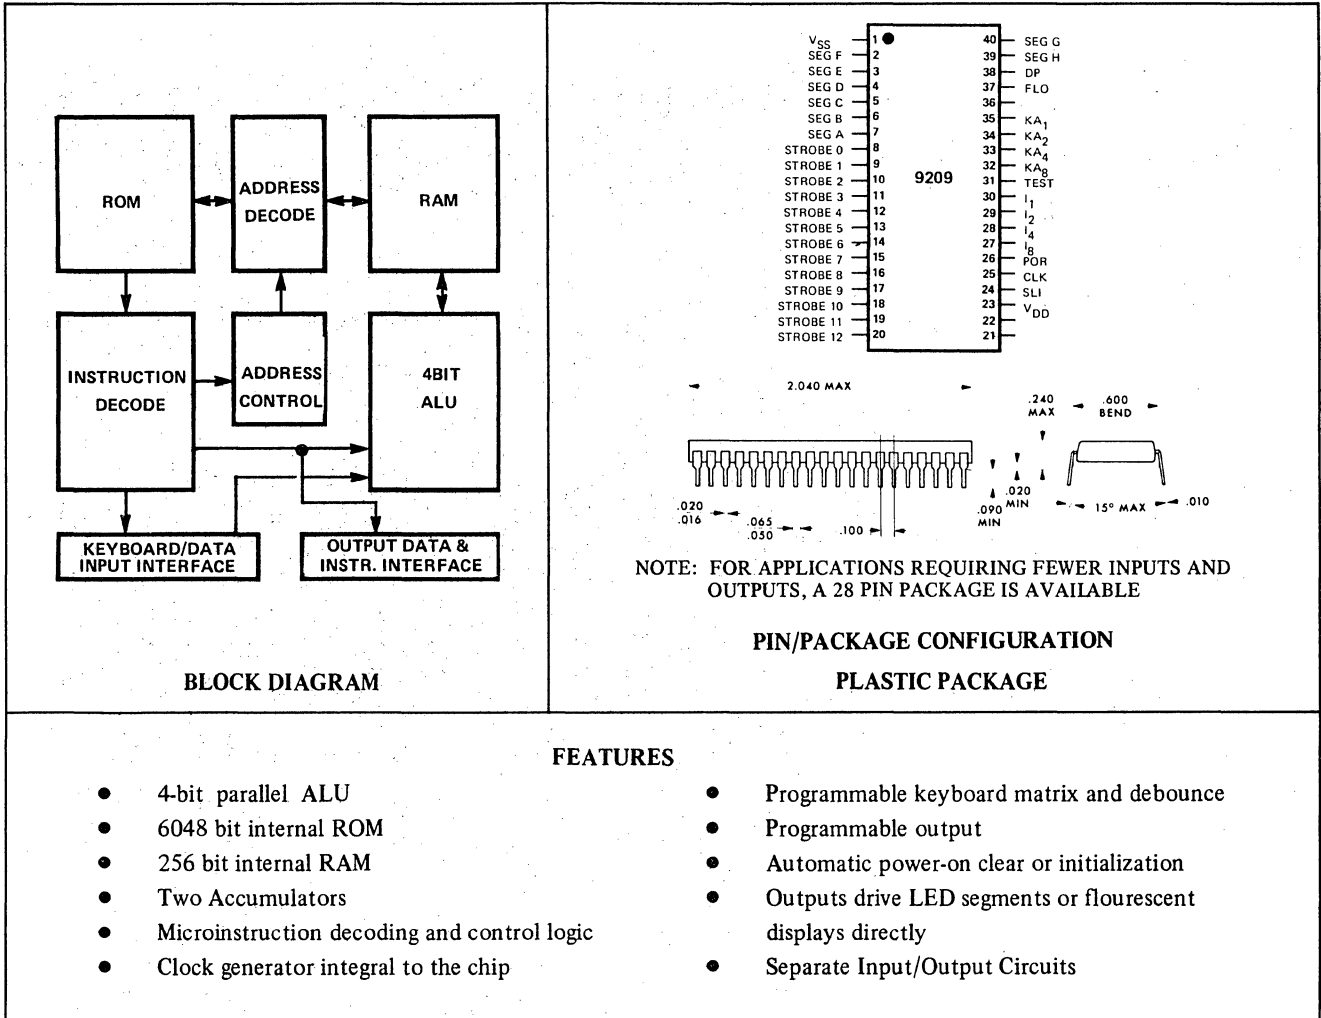 ROM
ADDRESS
DECODE
RAM
INSTRUCTION
DECODE
ADDRESS
CONTROL
4BIT
ALU
KEYBOARD/DATA
INPUT INTERFACE
OUTPUT DATA &
INSTR. INTERFACE
BLOCK DIAGRAM
VSS 1
SEG F 2
SEG E 3
SEG D 4
SEG C 5
SEG B 6
SEG A 7
STROBE 0 8
STROBE 1 9
STROBE 2 10
STROBE 3 11
STROBE 4 12
STROBE 5 13
STROBE 6 14
STROBE 7 15
STROBE 8 16
STROBE 9 17
STROBE 10 18
STROBE 11 19
STROBE 12 20
9209
40 SEG G
39 SEG H
38 DP
37 FLO
36
35 KA1
34 KA2
33 KA4
32 KA8
31 TEST
30 I1
29 I2
28 I4
27 I8
26 POR
25 CLK
24 SLI
23 VDD
22
21
2.040 MAX
.240
MAX
.600
BEND
.020
.016
.065
.050
.100
.090
MIN
.020
MIN
15° MAX
.010
NOTE: FOR APPLICATIONS REQUIRING FEWER INPUTS AND
OUTPUTS, A 28 PIN PACKAGE IS AVAILABLE
PIN/PACKAGE CONFIGURATION
PLASTIC PACKAGE
FEATURES
● 4-bit parallel ALU
● 6048 bit internal ROM
● 256 bit internal RAM
● Two Accumulators
● Microinstruction decoding and control logic
● Clock generator integral to the chip
● Programmable keyboard matrix and debounce
● Programmable output
● Automatic power-on clear or initialization
● Outputs drive LED segments or flourescent
displays directly
● Separate Input/Output Circuits